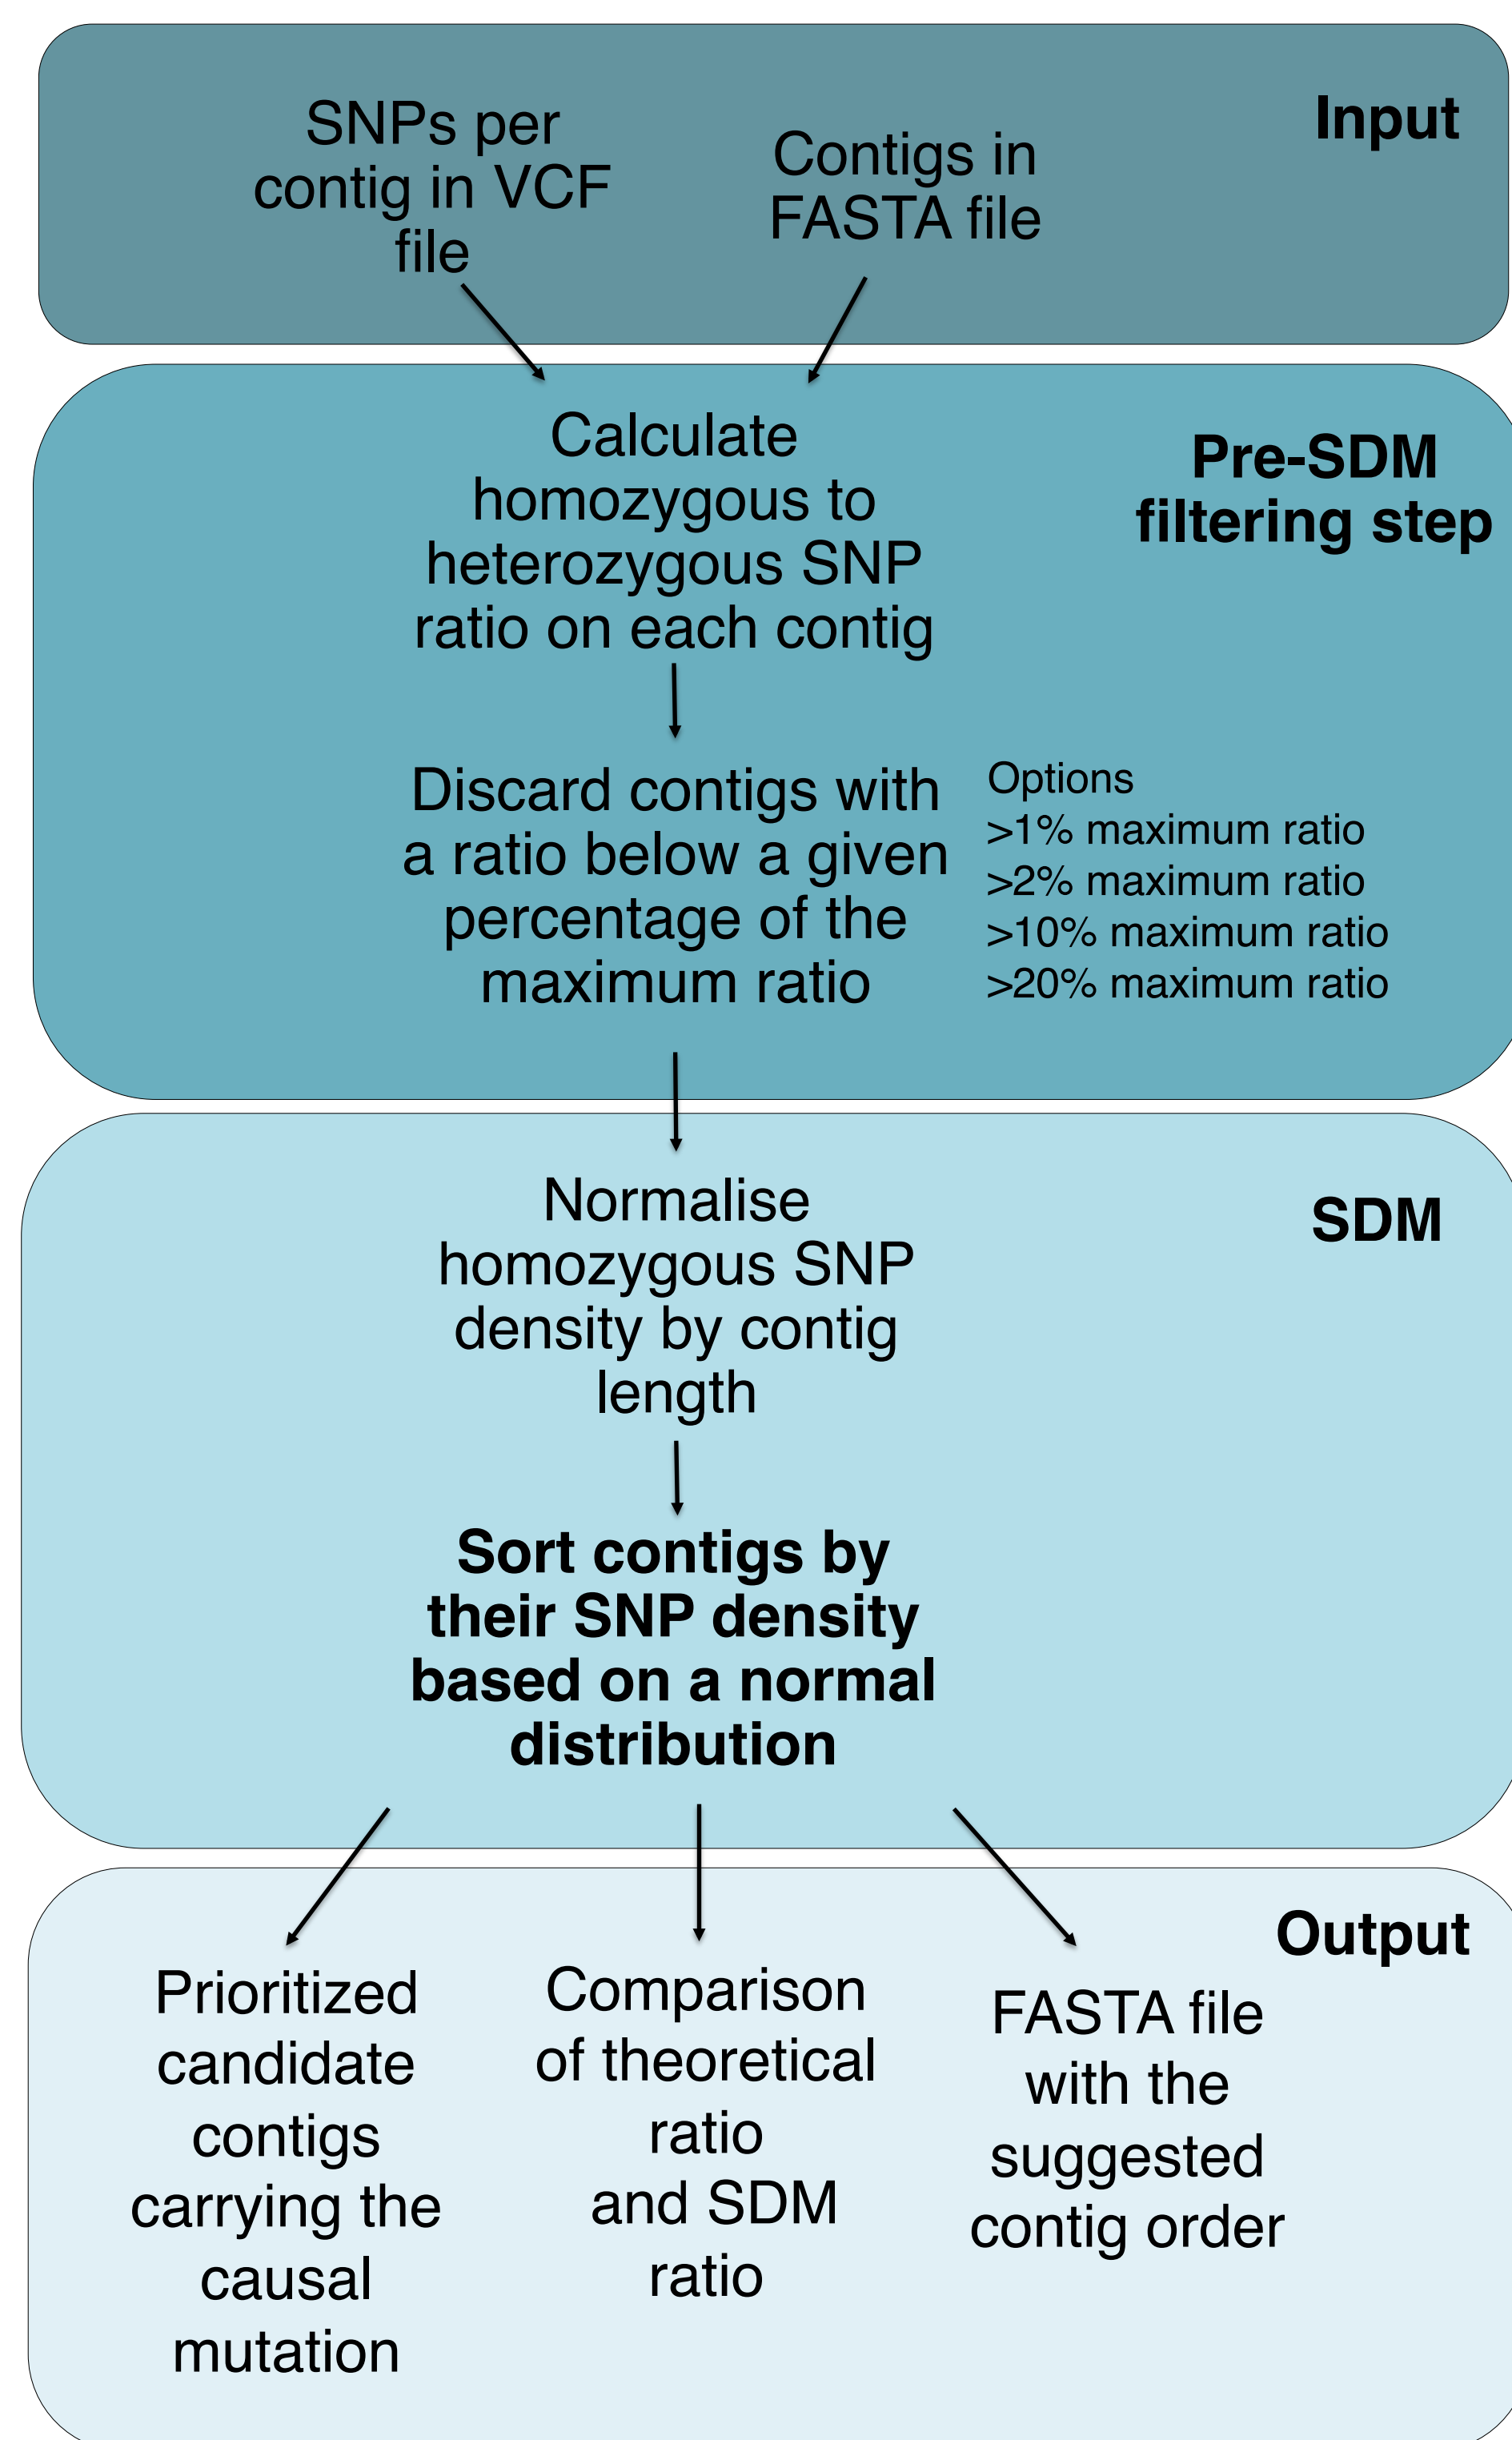 Input
SNPs per
contig in VCF
file
Contigs in
FASTA file
Pre-SDM
filtering step
Calculate
homozygous to
heterozygous SNP
ratio on each contig
Discard contigs with
a ratio below a given
percentage of the
maximum ratio
Options
>1% maximum ratio
>2% maximum ratio
>10% maximum ratio
>20% maximum ratio
SDM
Normalise
homozygous SNP
density by contig
length
Sort contigs by
their SNP density
based on a normal
distribution
Output
Prioritized
candidate
contigs
carrying the
causal
mutation
Comparison
of theoretical
ratio
and SDM
ratio
FASTA file
with the
suggested
contig order